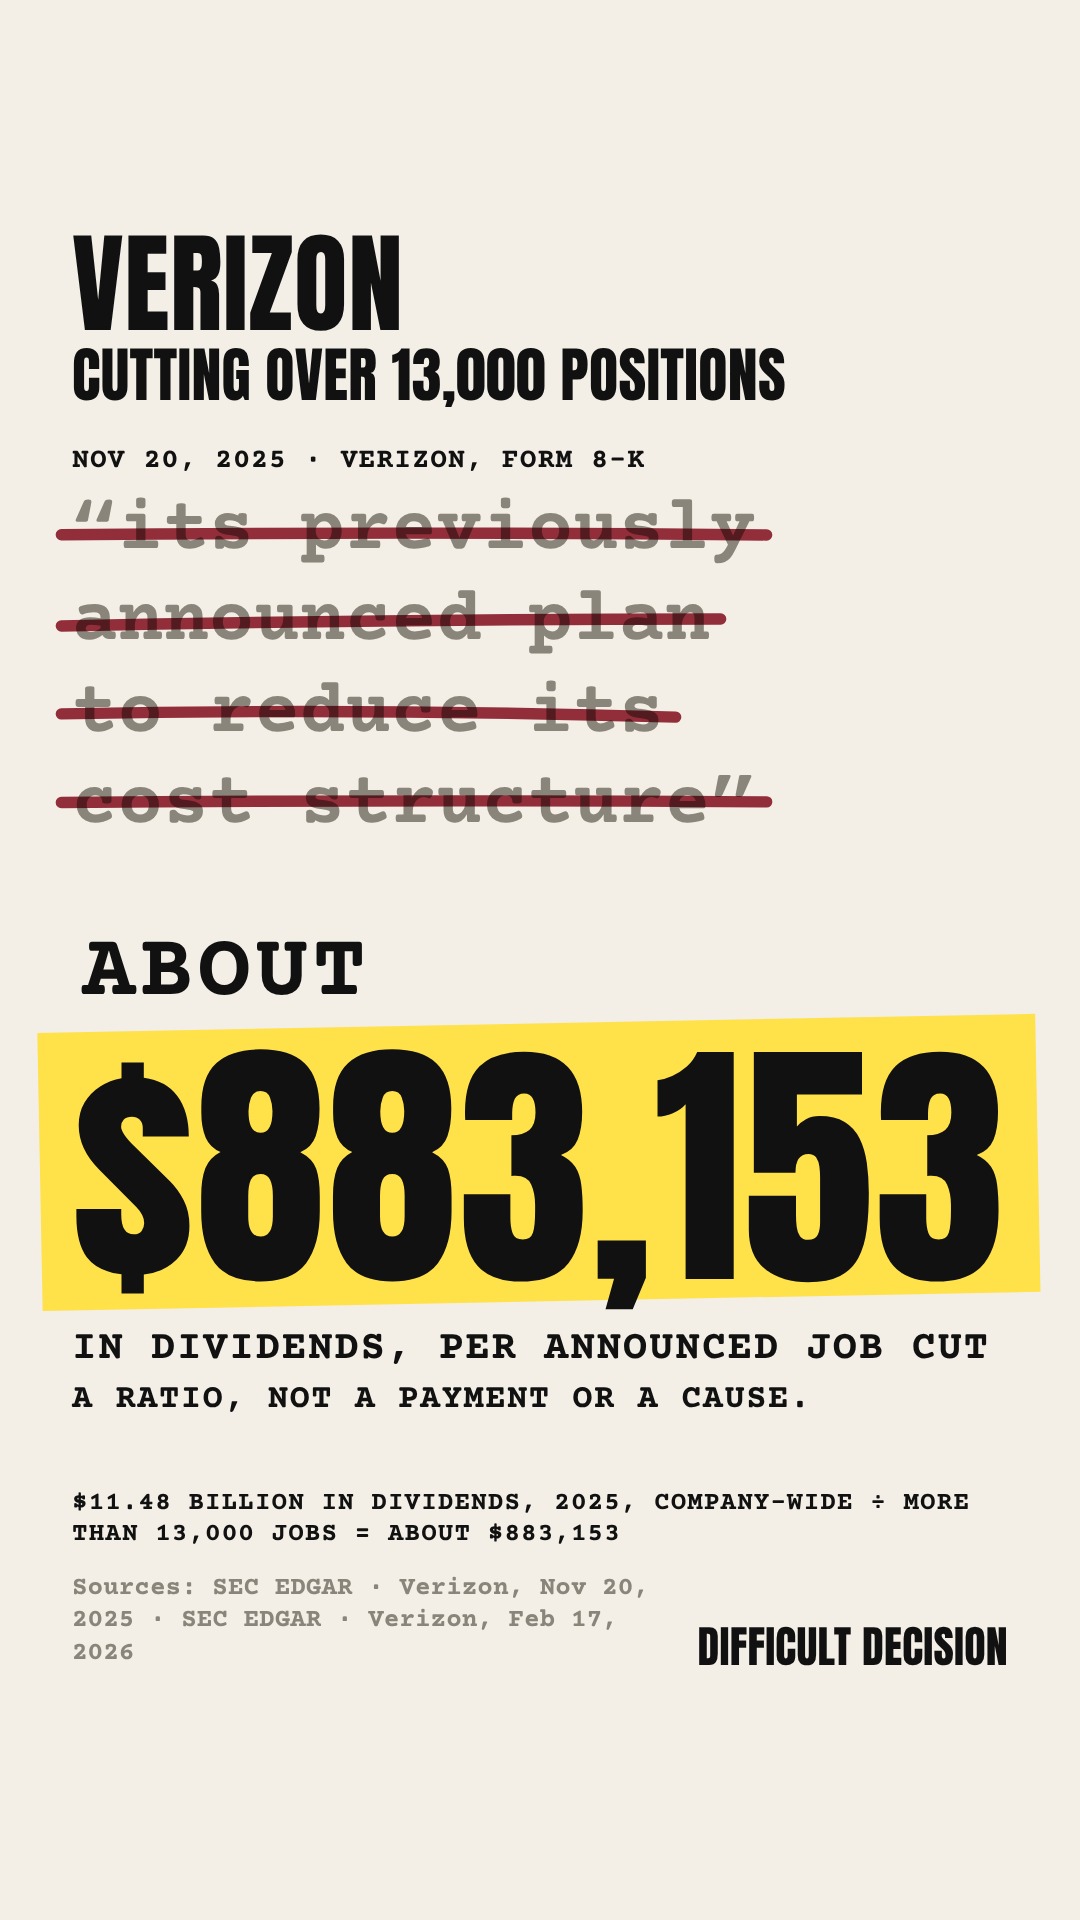 VERIZON
CUTTING OVER 13,000 POSITIONS
NOV 20, 2025 · VERIZON, FORM 8-K
“its previously
announced plan
to reduce its
cost structure”
ABOUT
$883,153
IN DIVIDENDS, PER ANNOUNCED JOB CUT
A RATIO, NOT A PAYMENT OR A CAUSE.
$11.48 BILLION IN DIVIDENDS, 2025, COMPANY-WIDE ÷ MORE
THAN 13,000 JOBS = ABOUT $883,153
Sources: SEC EDGAR · Verizon, Nov 20,
2025 · SEC EDGAR · Verizon, Feb 17,
2026
DIFFICULT DECISION